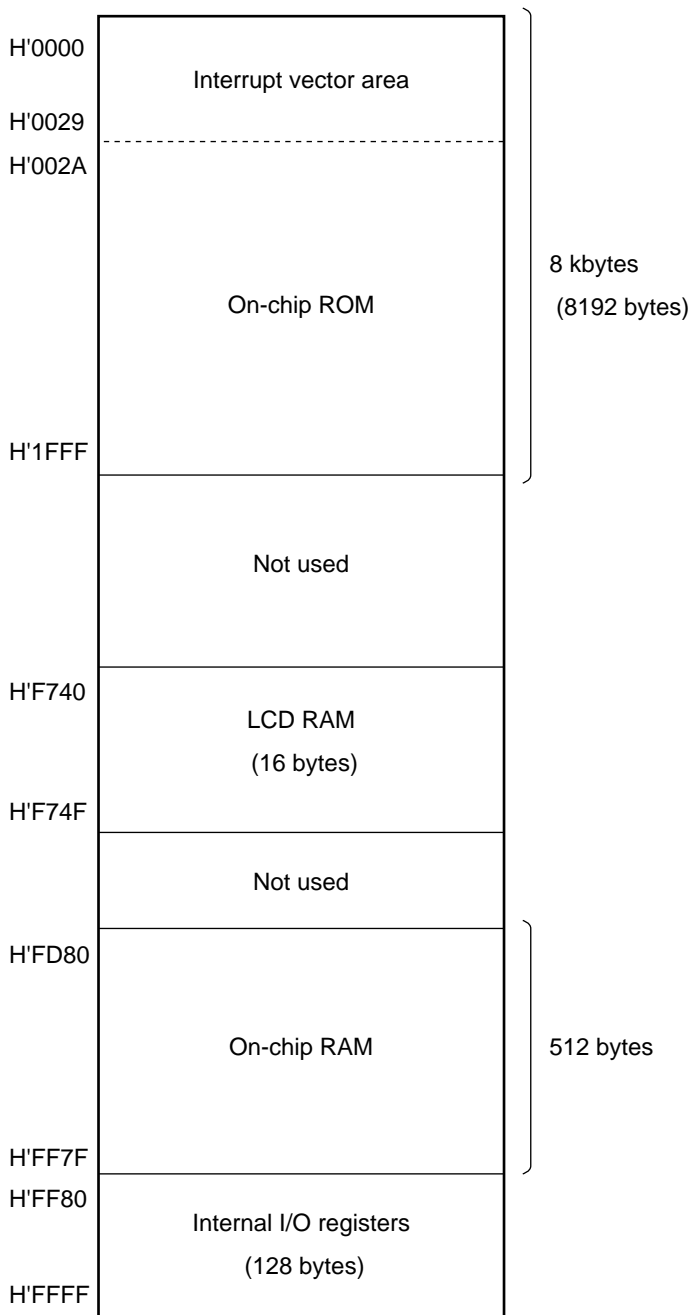 H'0000
Interrupt vector area
H'0029
H'002A
8 kbytes
(8192 bytes)
On-chip ROM
H'1FFF
Not used
H'F740
LCD RAM
(16 bytes)
H'F74F
Not used
H'FD80
On-chip RAM
512 bytes
H'FF7F
H'FF80
Internal I/O registers
(128 bytes)
H'FFFF